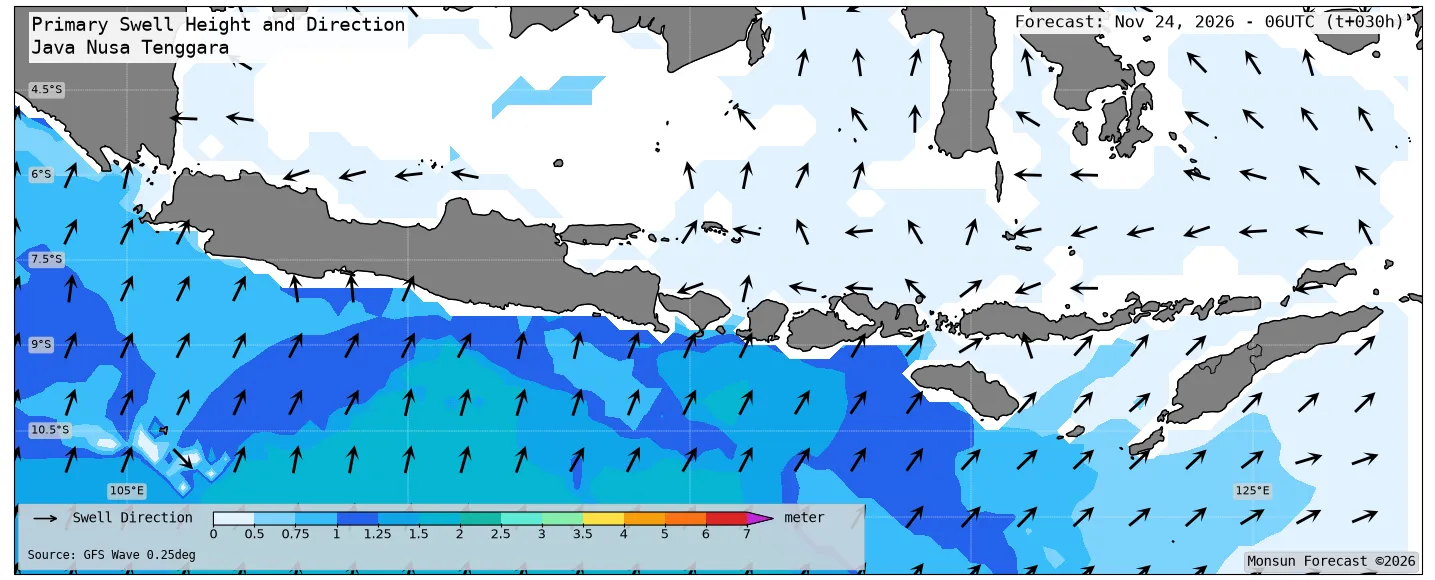 Primary Swell Height and Direction
Java Nusa Tenggara
Forecast: Nov 24, 2026 - 06UTC (t+030h)
4.5°S
6°S
7.5°S
9°S
10.5°S
105°E
125°E
Swell Direction
0 0.5 0.75 1 1.25 1.5 2 2.5 3 3.5 4 5 6 7
meter
Source: GFS Wave 0.25deg
Monsun Forecast ©2026